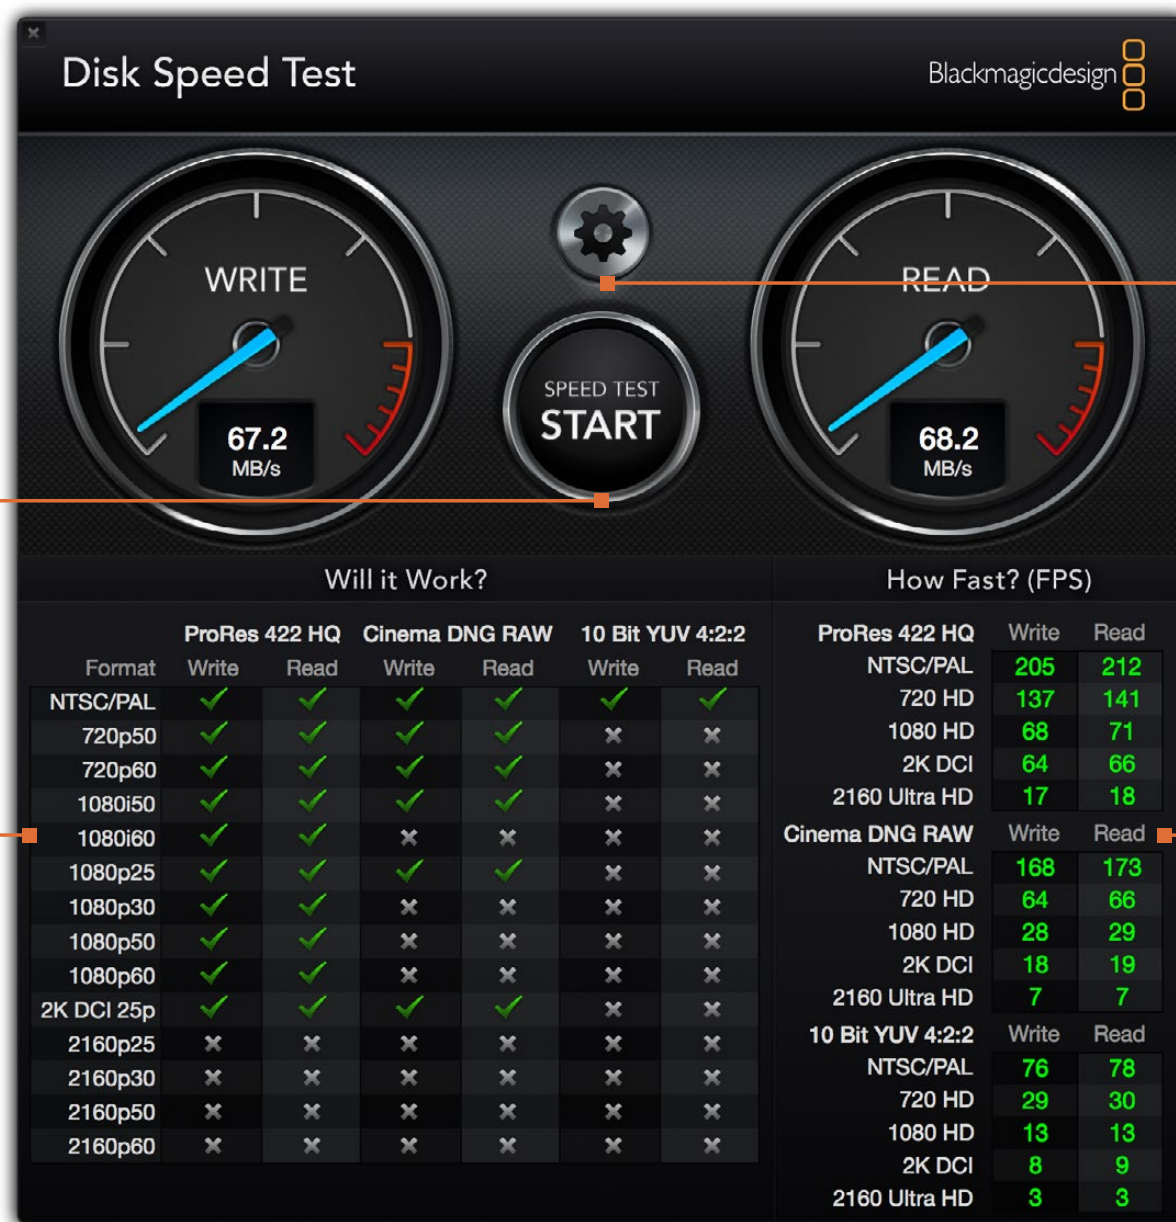 Disk Speed Test
Blackmagicdesign
WRITE
67.2
MB/s
SPEED TEST
START
READ
68.2
MB/s
Will it Work?
ProRes 422 HQ Cinema DNG RAW 10 Bit YUV 4:2:2
Format Write Read Write Read Write Read
NTSC/PAL
720p50
720p60
1080i50
1080i60
1080p25
1080p30
1080p50
1080p60
2K DCI 25p
2160p25
2160p30
2160p50
2160p60
How Fast? (FPS)
ProRes 422 HQ Write Read
NTSC/PAL 205 212
720 HD 137 141
1080 HD 68 71
2K DCI 64 66
2160 Ultra HD 17 18
Cinema DNG RAW Write Read
NTSC/PAL 168 173
720 HD 64 66
1080 HD 28 29
2K DCI 18 19
2160 Ultra HD 7 7
10 Bit YUV 4:2:2 Write Read
NTSC/PAL 76 78
720 HD 29 30
1080 HD 13 13
2K DCI 8 9
2160 Ultra HD 3 3